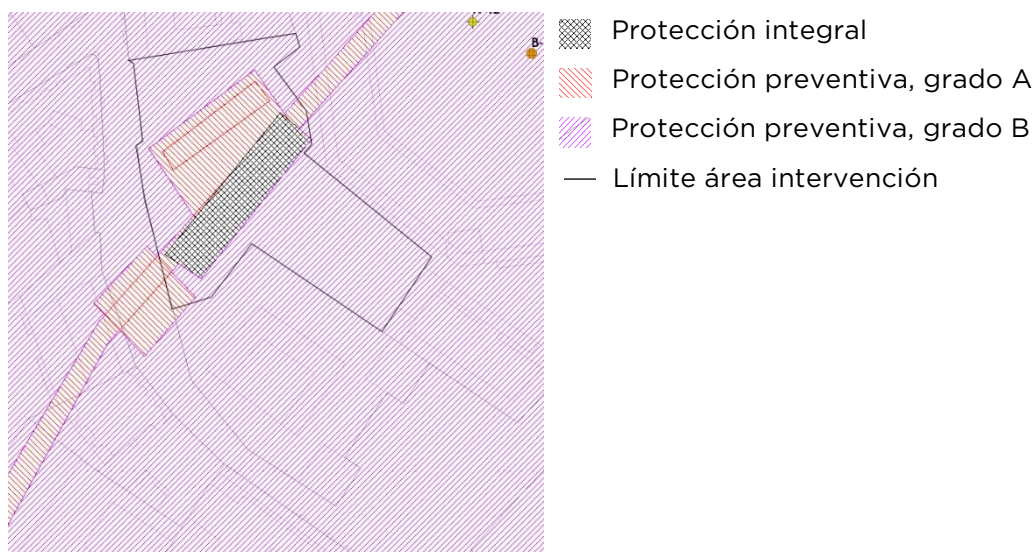 B-
Protección integral
Protección preventiva, grado A
Protección preventiva, grado B
Límite área intervención